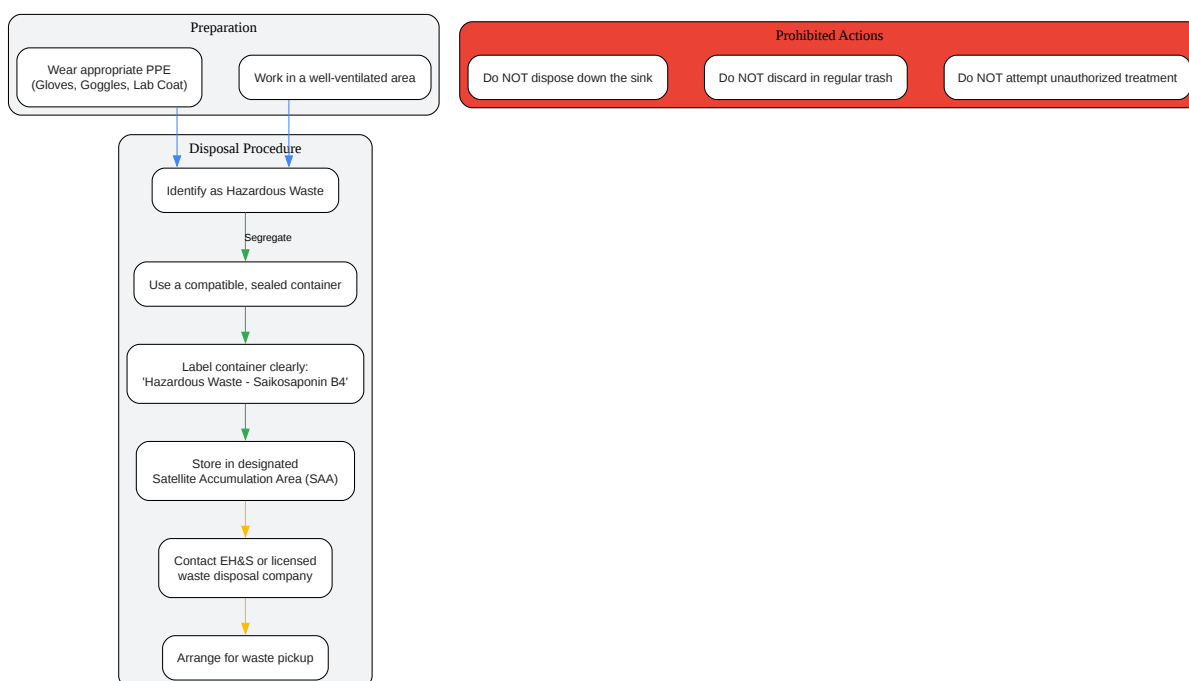 Preparation
Wear appropriate PPE
(Gloves, Goggles, Lab Coat)
Work in a well-ventilated area
Prohibited Actions
Do NOT dispose down the sink
Do NOT discard in regular trash
Do NOT attempt unauthorized treatment
Disposal Procedure
Identify as Hazardous Waste
Segregate
Use a compatible, sealed container
Label container clearly:
'Hazardous Waste - Saikosaponin B4'
Store in designated
Satellite Accumulation Area (SAA)
Contact EH&S or licensed
waste disposal company
Arrange for waste pickup